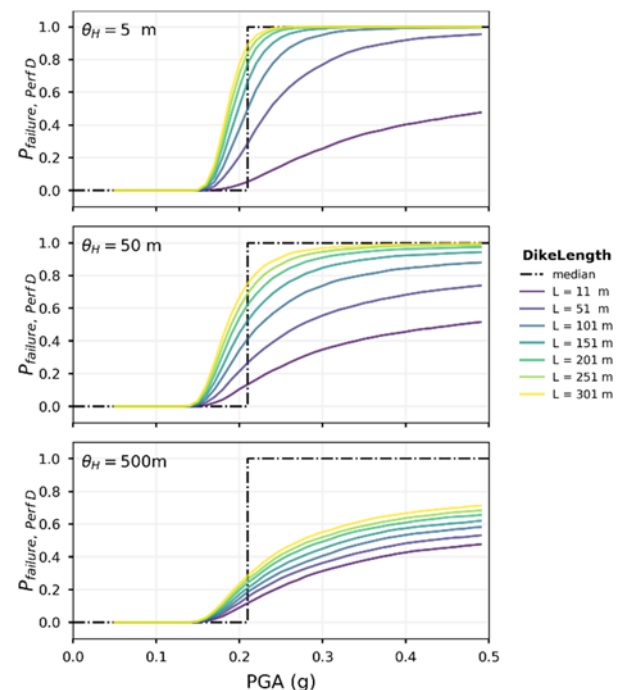 θH = 5 m
Pfailure, Perf D
1.0
0.8
0.6
0.4
0.2
0.0
θH = 50 m
Pfailure, Perf D
1.0
0.8
0.6
0.4
0.2
0.0
DikeLength
median
L = 11 m
L = 51 m
L = 101 m
L = 151 m
L = 201 m
L = 251 m
L = 301 m
θH = 500m
Pfailure, Perf D
1.0
0.8
0.6
0.4
0.2
0.0
0.0 0.1 0.2 0.3 0.4 0.5
PGA (g)